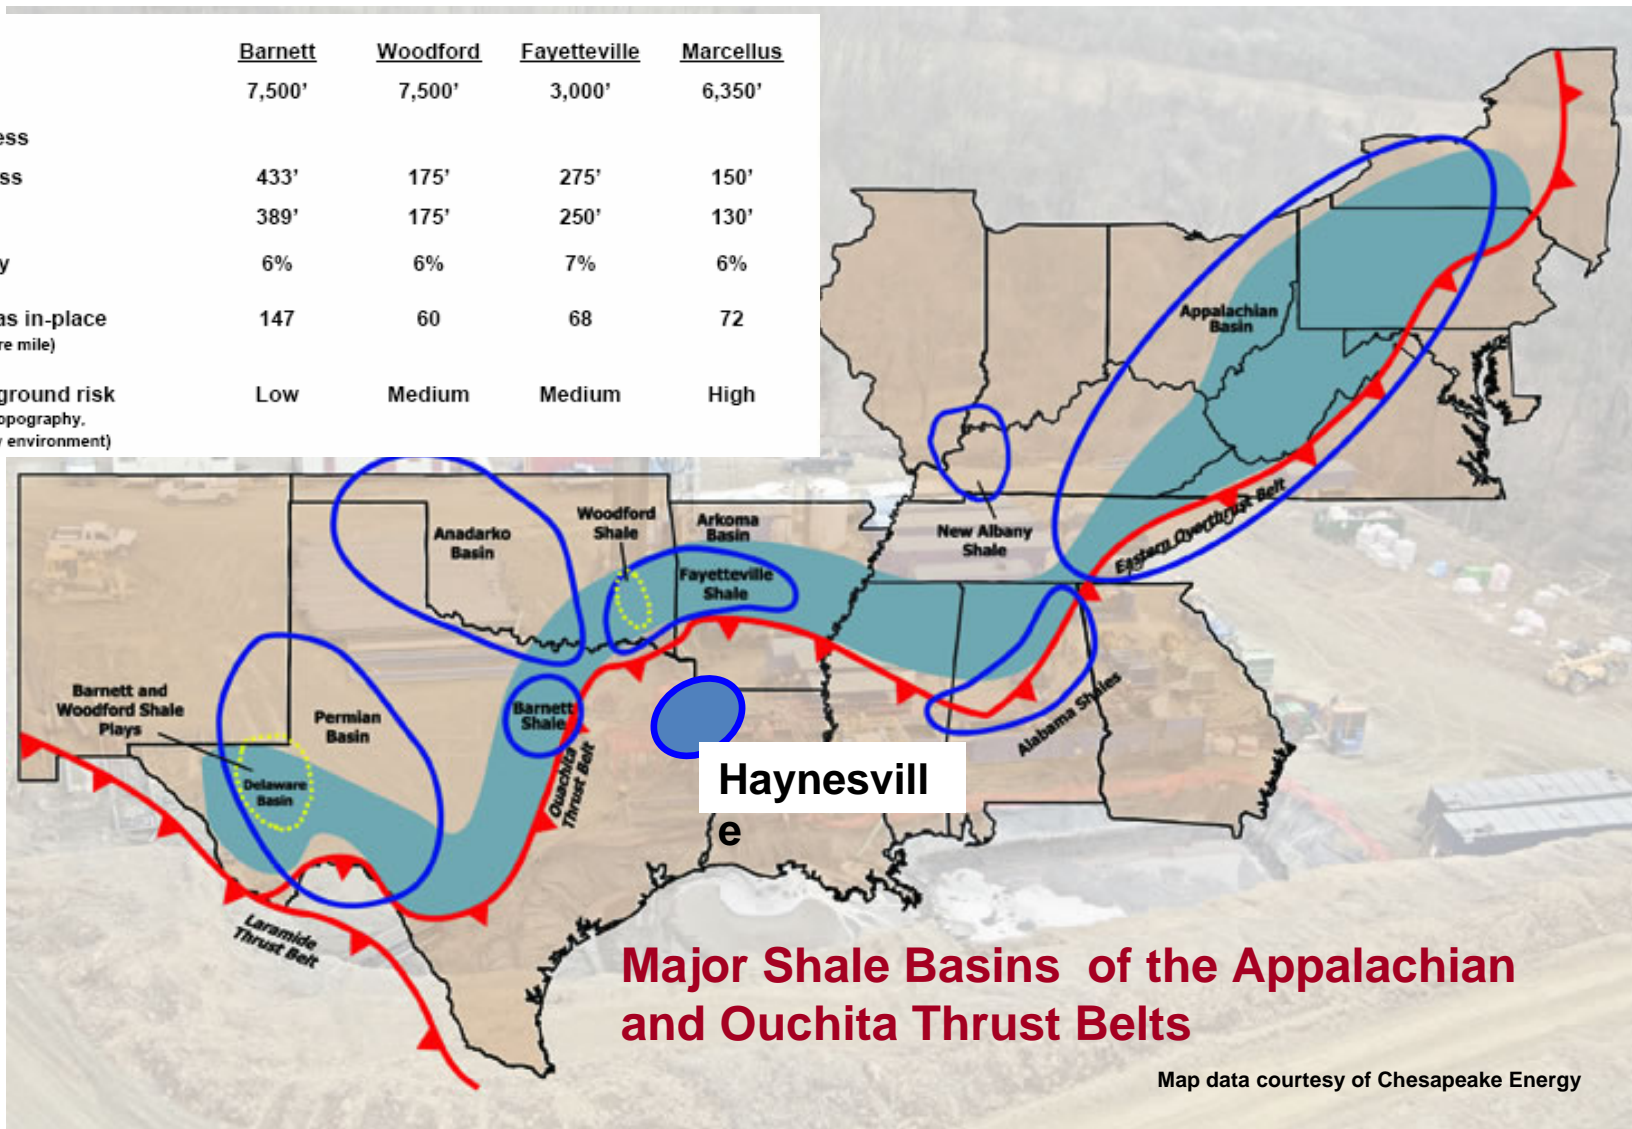 Barnett Woodford Fayetteville Marcellus
7,500’ 7,500’ 3,000’ 6,350’
ess
ss 433’ 175’ 275’ 150’
389’ 175’ 250’ 130’
y 6% 6% 7% 6%
as in-place 147 60 68 72
re mile)
ground risk Low Medium Medium High
opography,
y environment)
Appalachian
Basin
Woodford
Shale
Arkoma
Basin
Anadarko
Basin
New Albany
Shale
Eastern Overthrust Belt
Fayetteville
Shale
Barnett and
Woodford Shale
Plays
Permian
Basin
Barnett
Shale
Alabama Shales
Delaware
Basin
Ouachita
Thrust Belt
Haynesvill
e
Laramide
Thrust Belt
Major Shale Basins of the Appalachian
and Ouchita Thrust Belts
Map data courtesy of Chesapeake Energy